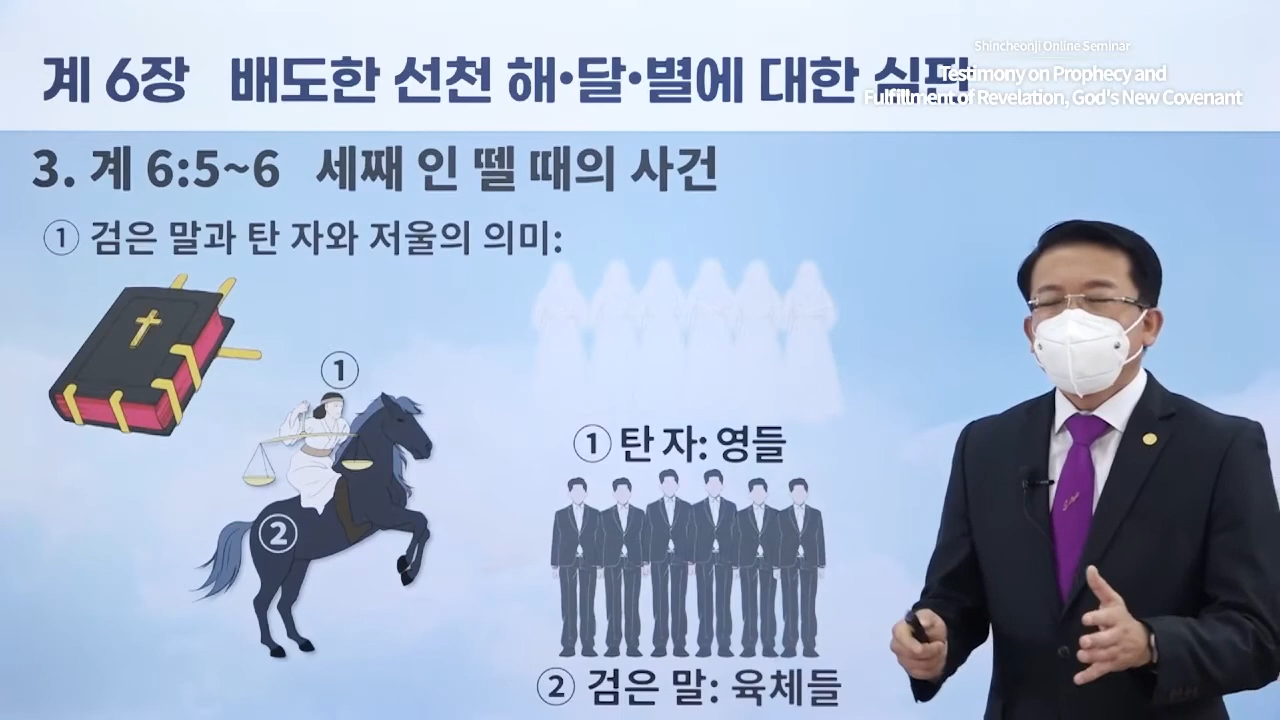 계 6장 배도한 선천 해·달·별에 대한
Shincheonji Online Seminar
Testimony on Prophecy and
Fulfillment of Revelation, God's New Covenant
3. 계 6:5~6 세째 인 뗄 때의 사건
① 검은 말과 탄 자와 저울의 의미:
①
②
① 탄 자: 영들
② 검은 말: 육체들